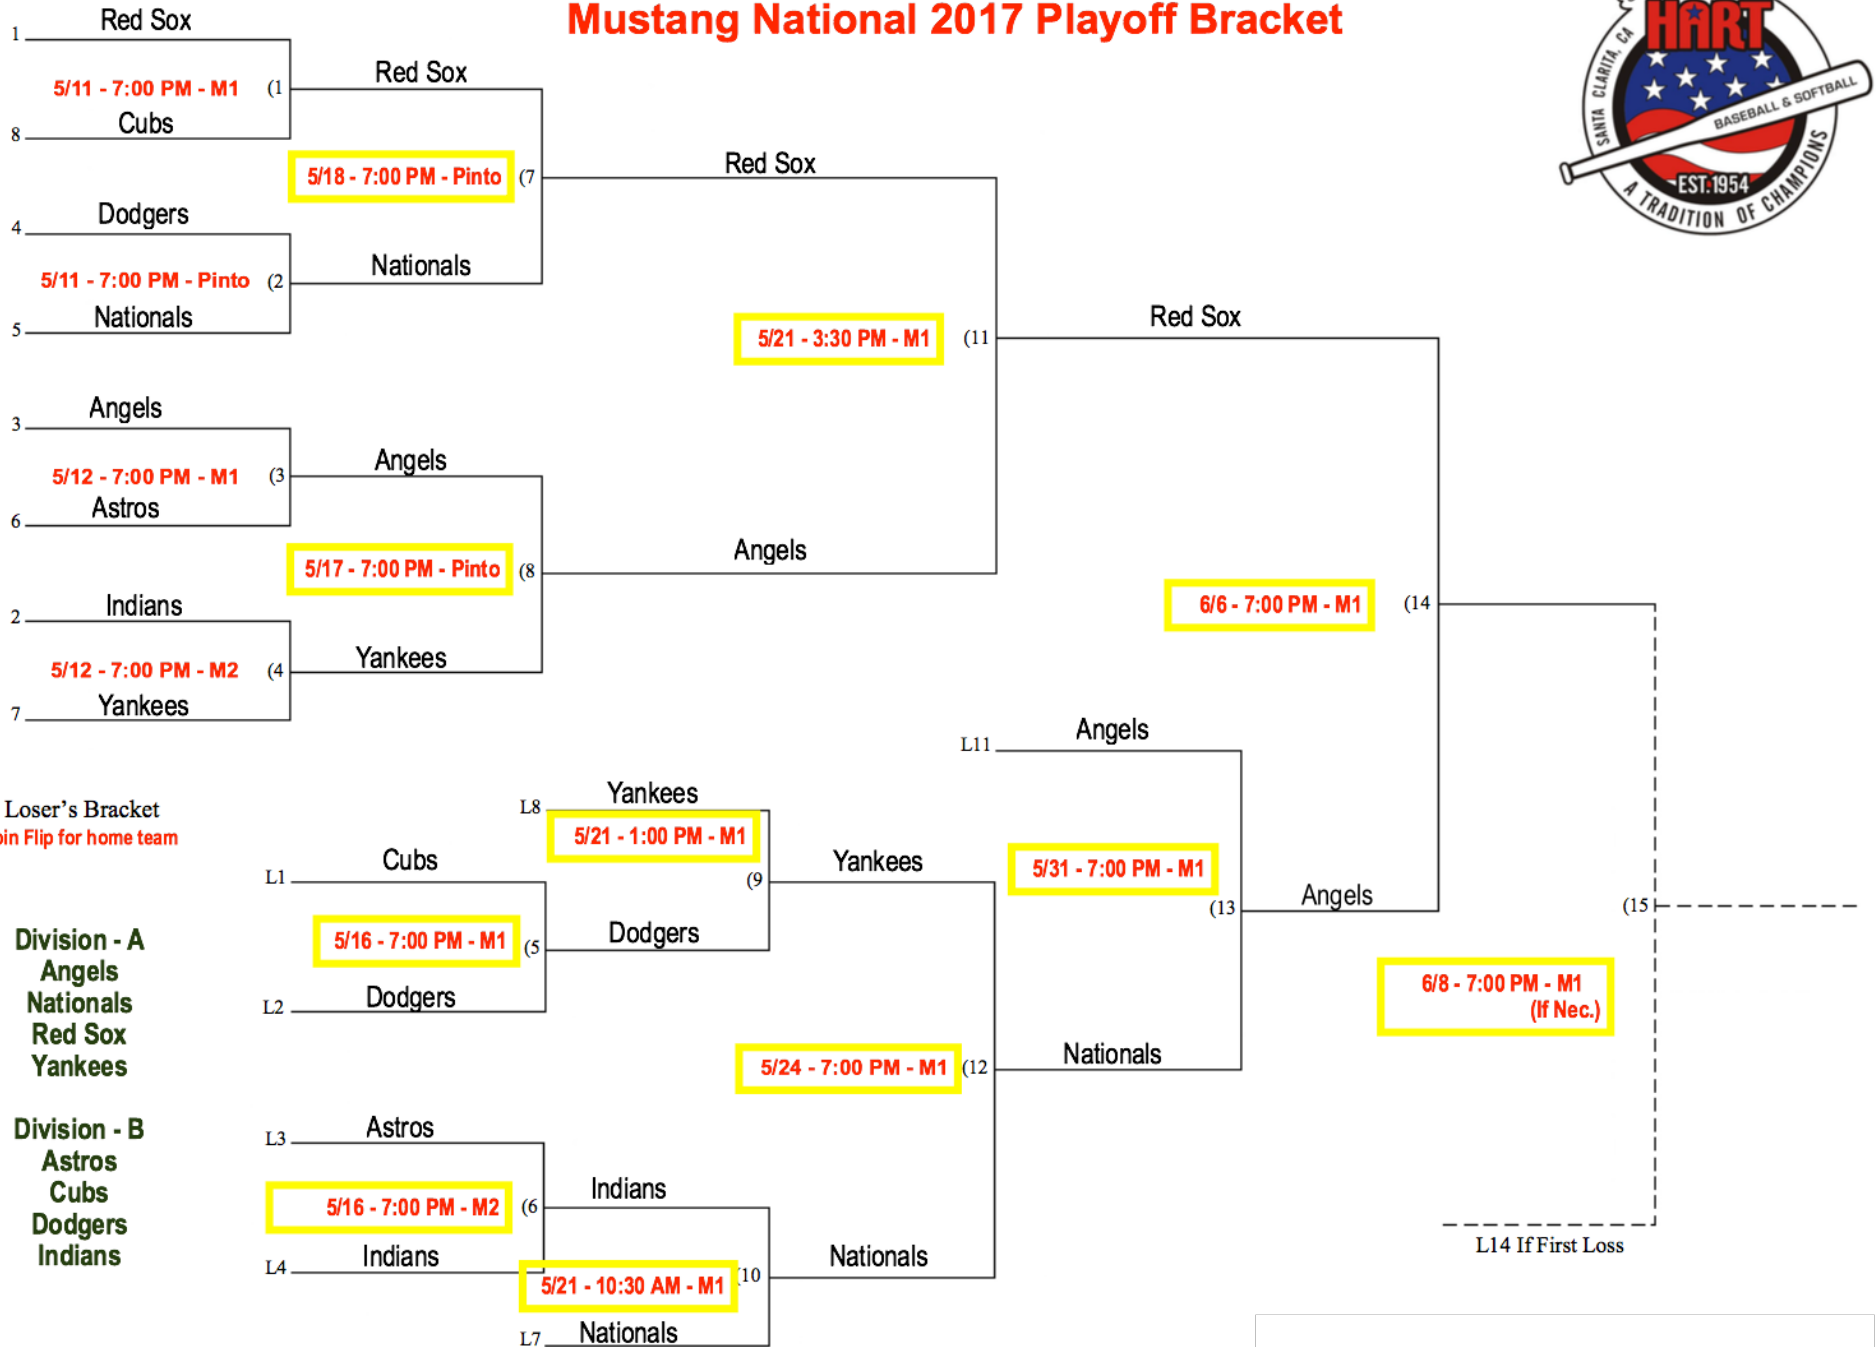 Mustang National 2017 Playoff Bracket
HART
SANTA CLARITA, CA
BASEBALL & SOFTBALL
EST.1954
A TRADITION OF CHAMPIONS
1
Red Sox
5/11 - 7:00 PM - M1
(1
Cubs
8
Red Sox
5/18 - 7:00 PM - Pinto
(7
4
Dodgers
5/11 - 7:00 PM - Pinto
(2
Nationals
5
Nationals
Red Sox
5/21 - 3:30 PM - M1
(11
Red Sox
3
Angels
5/12 - 7:00 PM - M1
(3
Astros
6
Angels
5/17 - 7:00 PM - Pinto
(8
Angels
2
Indians
5/12 - 7:00 PM - M2
(4
Yankees
7
Yankees
6/6 - 7:00 PM - M1
(14
L11
Angels
Loser's Bracket
in Flip for home team
L8
Yankees
5/21 - 1:00 PM - M1
(9
Yankees
L1
Cubs
5/16 - 7:00 PM - M1
(5
Dodgers
L2
Dodgers
5/31 - 7:00 PM - M1
(13
Angels
(15
6/8 - 7:00 PM - M1
(If Nec.)
Division - A
Angels
Nationals
Red Sox
Yankees
5/24 - 7:00 PM - M1
(12
Nationals
Division - B
Astros
Cubs
Dodgers
Indians
L3
Astros
5/16 - 7:00 PM - M2
(6
Indians
L4
Indians
5/21 - 10:30 AM - M1
(10
Nationals
L7
Nationals
L14 If First Loss